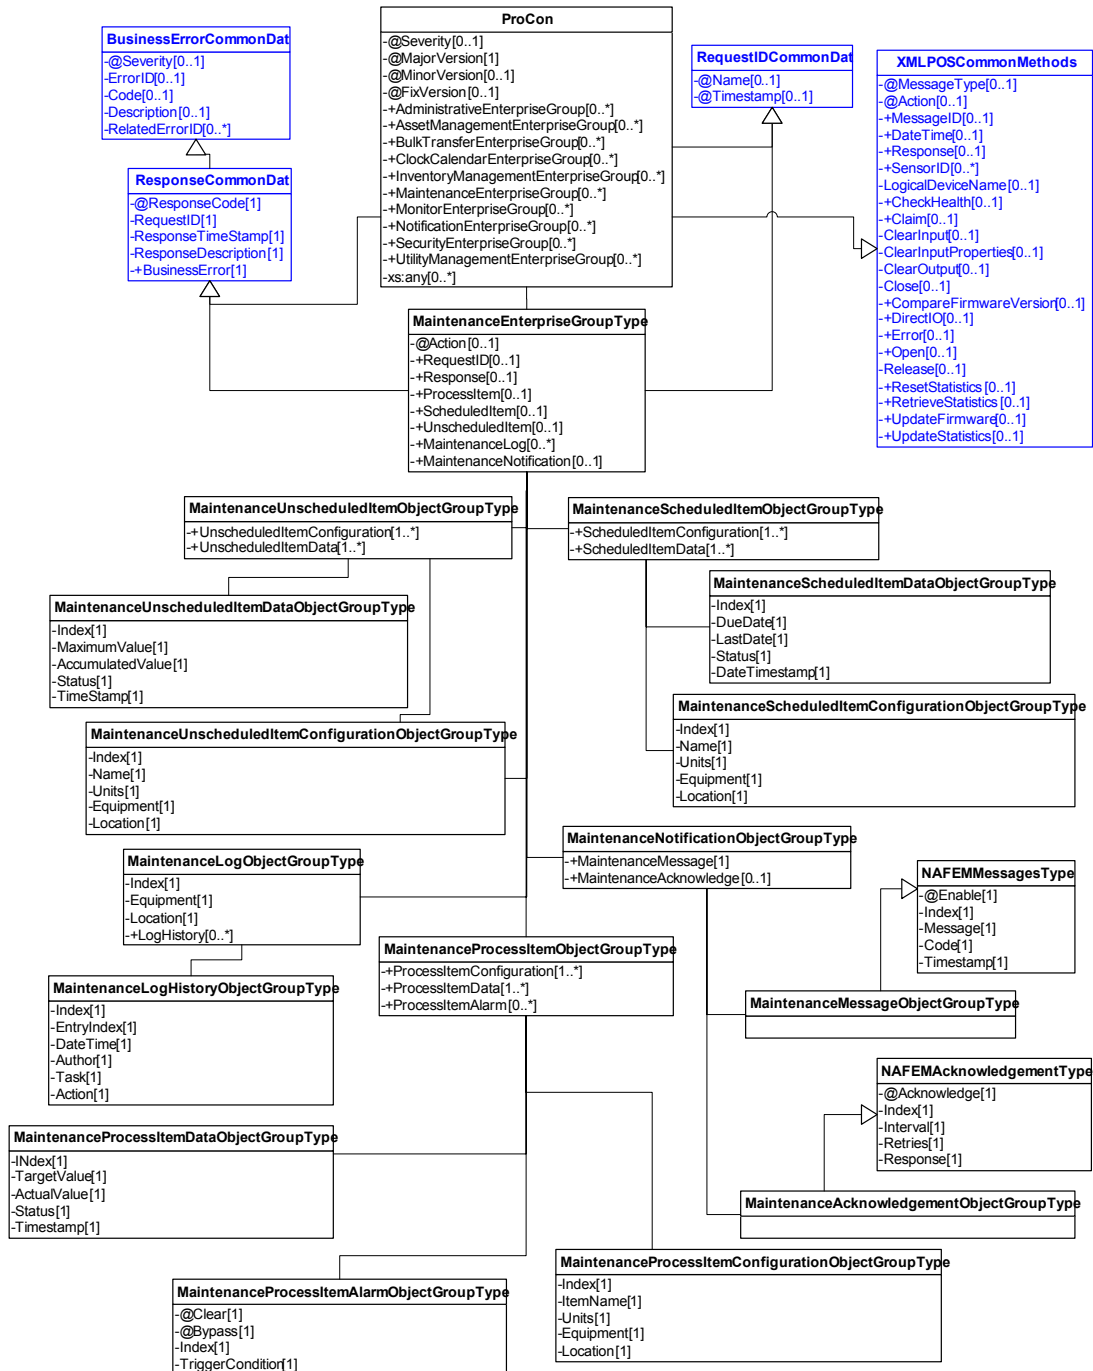 ProCon
-@Severity[0..1]
-@MajorVersion[1]
-@MinorVersion[0..1]
-@FixVersion[0..1]
-+AdministrativeEnterpriseGroup[0..*]
-+AssetManagementEnterpriseGroup[0..*]
-+BulkTransferEnterpriseGroup[0..*]
-+ClockCalendarEnterpriseGroup[0..*]
-+InventoryManagementEnterpriseGroup[0..*]
-+MaintenanceEnterpriseGroup[0..*]
-+MonitorEnterpriseGroup[0..*]
-+NotificationEnterpriseGroup[0..*]
-+SecurityEnterpriseGroup[0..*]
-+UtilityManagementEnterpriseGroup[0..*]
-xs:any[0..*]
BusinessErrorCommonDat
-@Severity[0..1]
-ErrorID[0..1]
-Code[0..1]
-Description[0..1]
-RelatedErrorID[0..*]
ResponseCommonDat
-@ResponseCode[1]
-RequestID[1]
-ResponseTimeStamp[1]
-ResponseDescription[1]
-+BusinessError[1]
RequestIDCommonDat
-@Name[0..1]
-@Timestamp[0..1]
XMLPOSCommonMethods
-@MessageType[0..1]
-@Action[0..1]
-+MessageID[0..1]
-+DateTime[0..1]
-+Response[0..1]
-+SensorID[0..*]
-LogicalDeviceName[0..1]
-+CheckHealth[0..1]
-+Claim[0..1]
-ClearInput[0..1]
-ClearInputProperties[0..1]
-ClearOutput[0..1]
-Close[0..1]
-+CompareFirmwareVersion[0..1]
-+DirectIO[0..1]
-+Error[0..1]
-+Open[0..1]
-Release[0..1]
-+ResetStatistics[0..1]
-+RetrieveStatistics[0..1]
-+UpdateFirmware[0..1]
-+UpdateStatistics[0..1]
MaintenanceEnterpriseGroupType
-@Action[0..1]
-+RequestID[0..1]
-+Response[0..1]
-+ProcessItem[0..1]
-+ScheduledItem[0..1]
-+UnscheduledItem[0..1]
-+MaintenanceLog[0..*]
-+MaintenanceNotification[0..1]
MaintenanceUnscheduledItemObjectGroupType
-+UnscheduledItemConfiguration[1..*]
-+UnscheduledItemData[1..*]
MaintenanceScheduledItemObjectGroupType
-+ScheduledItemConfiguration[1..*]
-+ScheduledItemData[1..*]
MaintenanceUnscheduledItemDataObjectGroupType
-Index[1]
-MaximumValue[1]
-AccumulatedValue[1]
-Status[1]
-TimeStamp[1]
MaintenanceScheduledItemDataObjectGroupType
-Index[1]
-DueDate[1]
-LastDate[1]
-Status[1]
-DateTimestamp[1]
MaintenanceUnscheduledItemConfigurationObjectGroupType
-Index[1]
-Name[1]
-Units[1]
-Equipment[1]
-Location[1]
MaintenanceScheduledItemConfigurationObjectGroupType
-Index[1]
-Name[1]
-Units[1]
-Equipment[1]
-Location[1]
MaintenanceLogObjectGroupType
-Index[1]
-Equipment[1]
-Location[1]
-+LogHistory[0..*]
MaintenanceNotificationObjectGroupType
-+MaintenanceMessage[1]
-+MaintenanceAcknowledge[0..1]
NAFEMMessagesType
-@Enable[1]
-Index[1]
-Message[1]
-Code[1]
-Timestamp[1]
MaintenanceProcessItemObjectGroupType
-+ProcessItemConfiguration[1..*]
-+ProcessItemData[1..*]
-+ProcessItemAlarm[0..*]
MaintenanceLogHistoryObjectGroupType
-Index[1]
-EntryIndex[1]
-DateTime[1]
-Author[1]
-Task[1]
-Action[1]
MaintenanceMessageObjectGroupType
NAFEMAcknowledgementType
-@Acknowledge[1]
-Index[1]
-Interval[1]
-Retries[1]
-Response[1]
MaintenanceProcessItemDataObjectGroupType
-INdex[1]
-TargetValue[1]
-ActualValue[1]
-Status[1]
-Timestamp[1]
MaintenanceAcknowledgementObjectGroupType
MaintenanceProcessItemConfigurationObjectGroupType
-Index[1]
-ItemName[1]
-Units[1]
-Equipment[1]
-Location[1]
MaintenanceProcessItemAlarmObjectGroupType
-@Clear[1]
-@Bypass[1]
-Index[1]
-TriggerCondition[1]